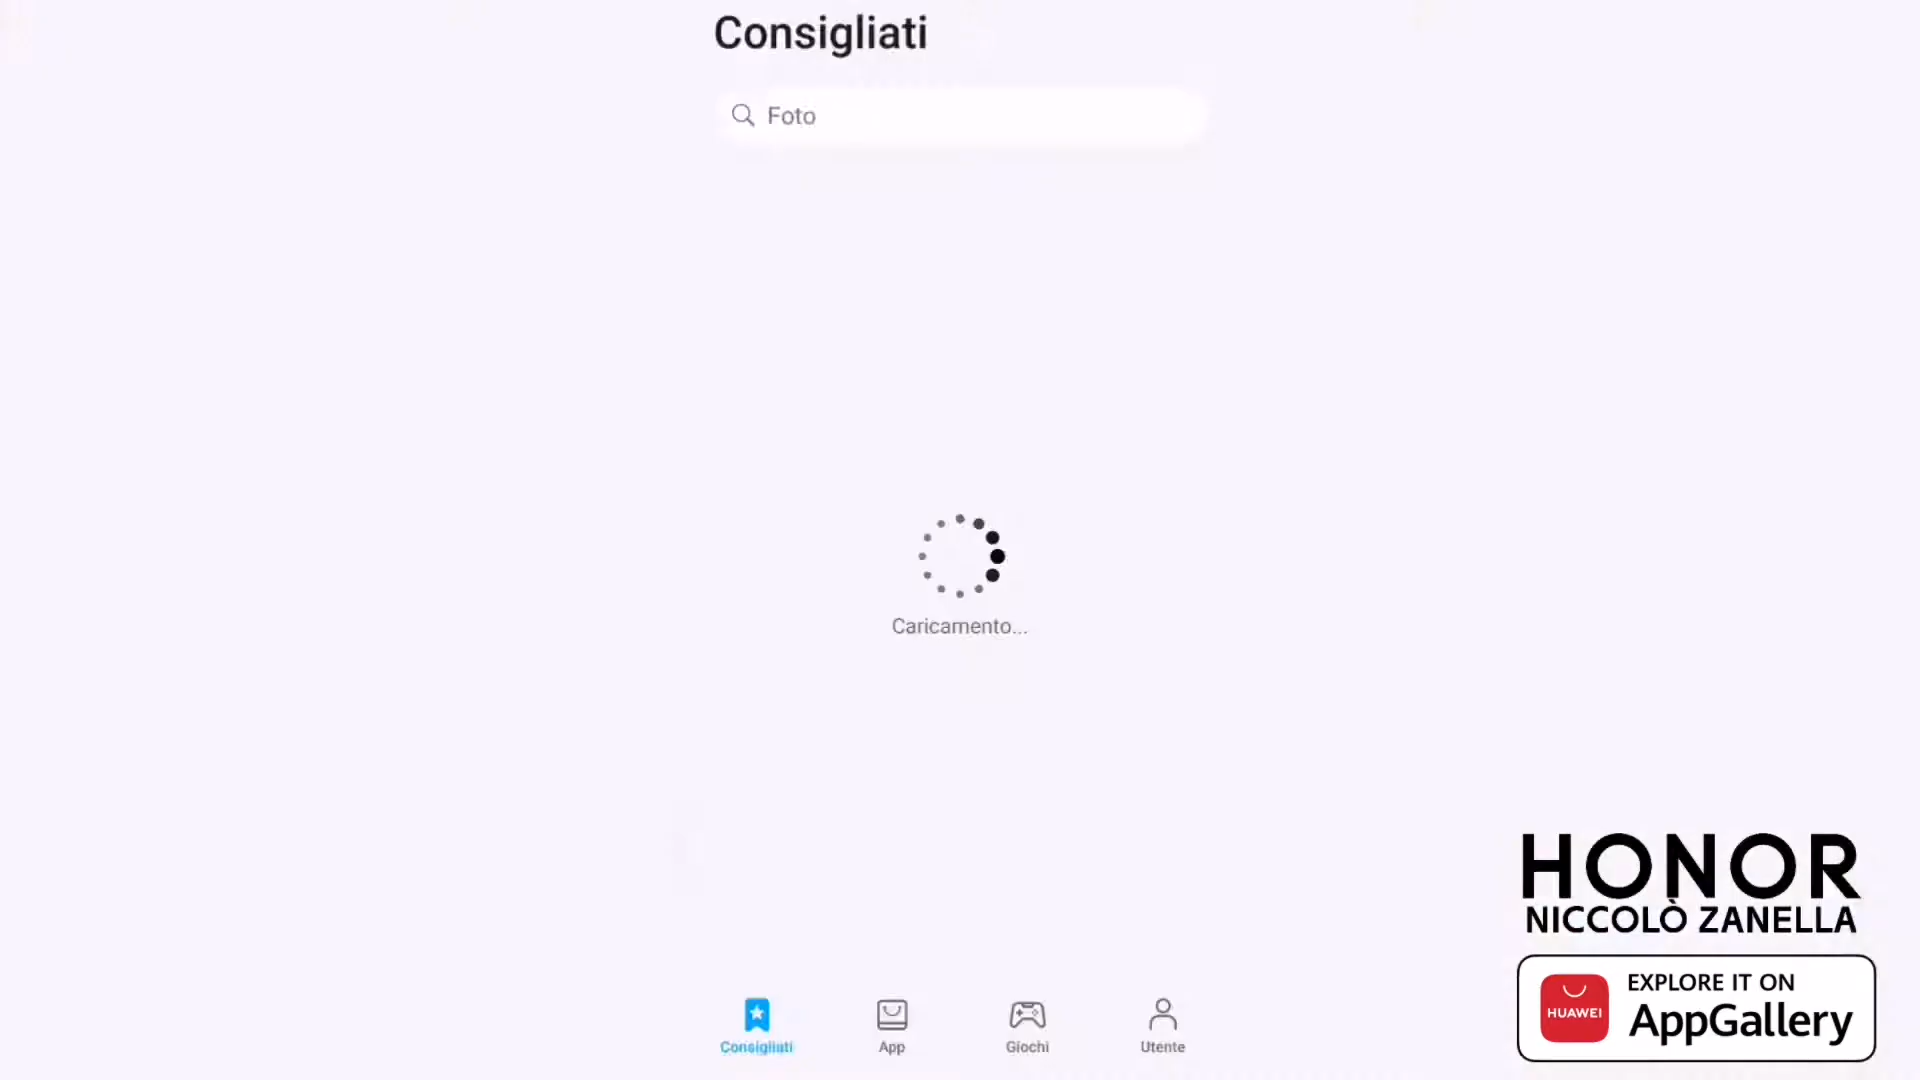 Consigliati
Foto
Caricamento...
Consigliati
App
Giochi
Utente
HONOR
NICCOLÒ ZANELLA
HUAWEI
EXPLORE IT ON
AppGallery